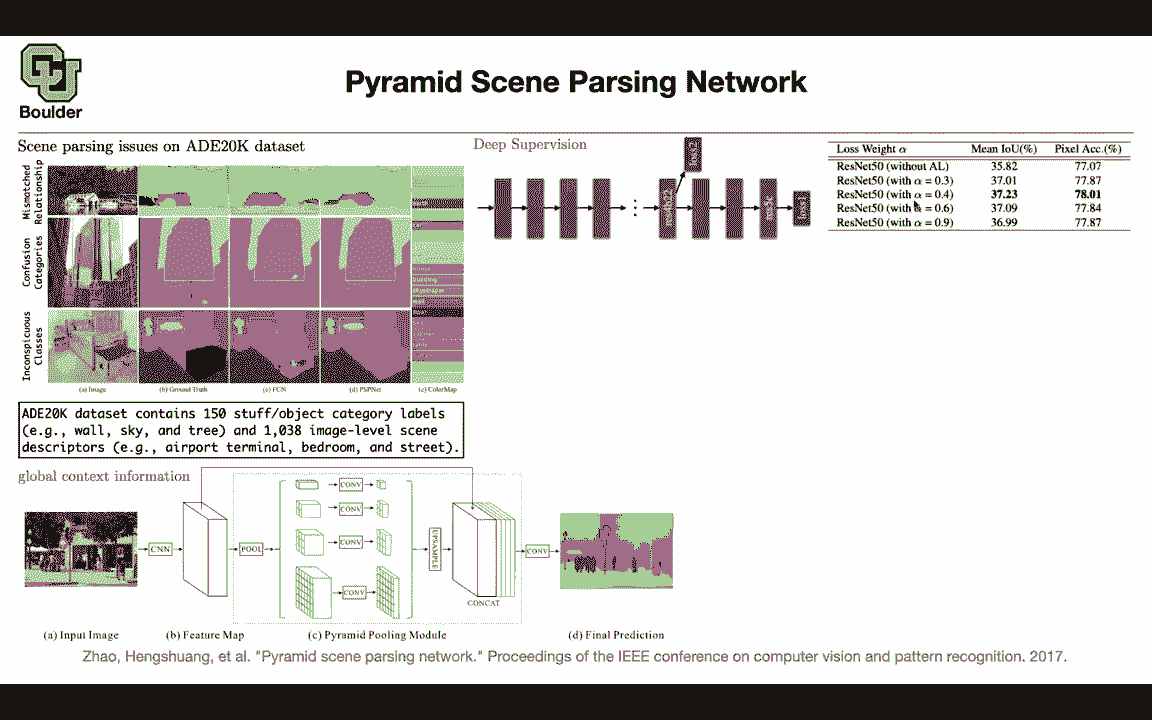 Boulder
Pyramid Scene Parsing Network
Scene parsing issues on ADE20K dataset
Mismatched
Relationship
Confusion
Categories
Inconspicuous
Classes
building
skyscraper
(a) Image
(b) Ground Truth
(c) FCN
(d) PSPNet
(e) ColorMap
ADE20K dataset contains 150 stuff/object category labels
(e.g., wall, sky, and tree) and 1,038 image-level scene
descriptors (e.g., airport terminal, bedroom, and street).
Deep Supervision
loss2
loss1
Loss Weight α Mean IoU(%) Pixel Acc.(%)
ResNet50 (without AL) 35.82 77.07
ResNet50 (with α = 0.3) 37.01 77.87
ResNet50 (with α = 0.4) 37.23 78.01
ResNet50 (with α = 0.6) 37.09 77.84
ResNet50 (with α = 0.9) 36.99 77.87
global context information
CNN
POOL
CONV
CONV
CONV
CONV
UPSAMPLE
CONCAT
CONV
(a) Input Image
(b) Feature Map
(c) Pyramid Pooling Module
(d) Final Prediction
Zhao, Hengshuang, et al. "Pyramid scene parsing network." Proceedings of the IEEE conference on computer vision and pattern recognition. 2017.